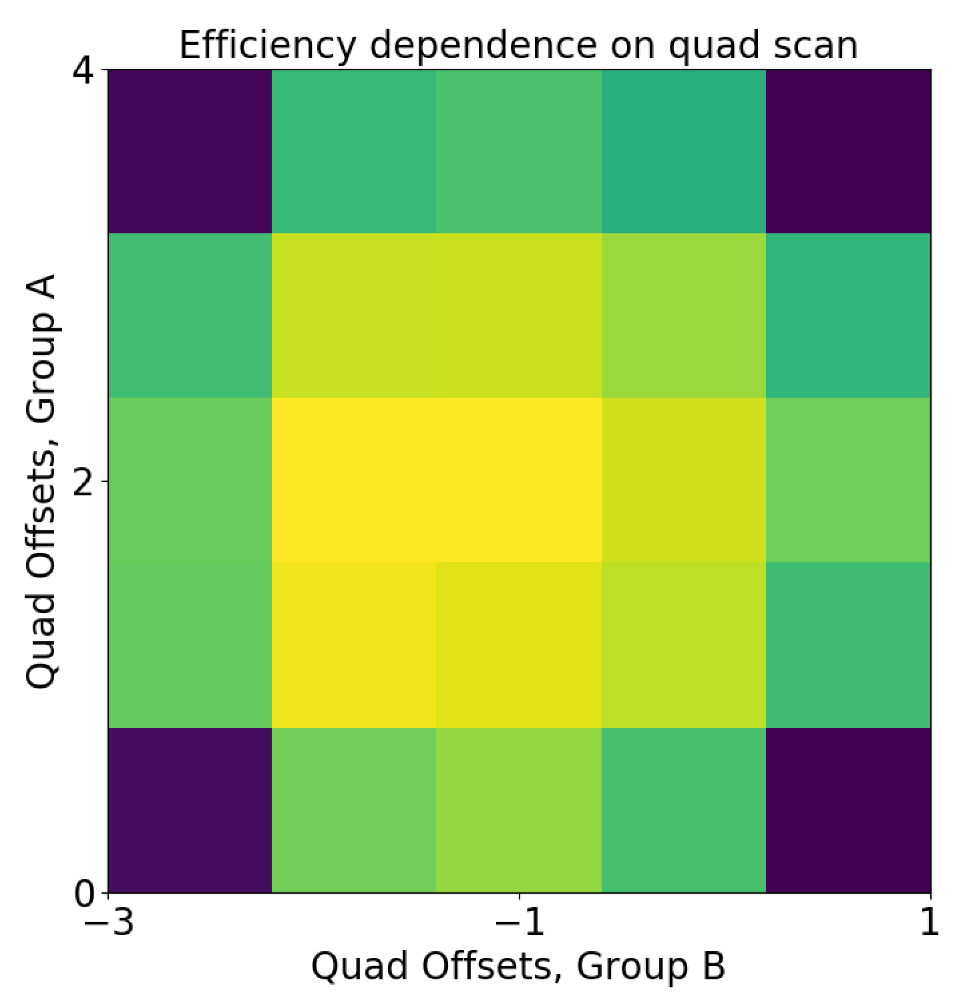 Efficiency dependence on quad scan
4
2
0
Quad Offsets, Group A
−3
−1
1
Quad Offsets, Group B